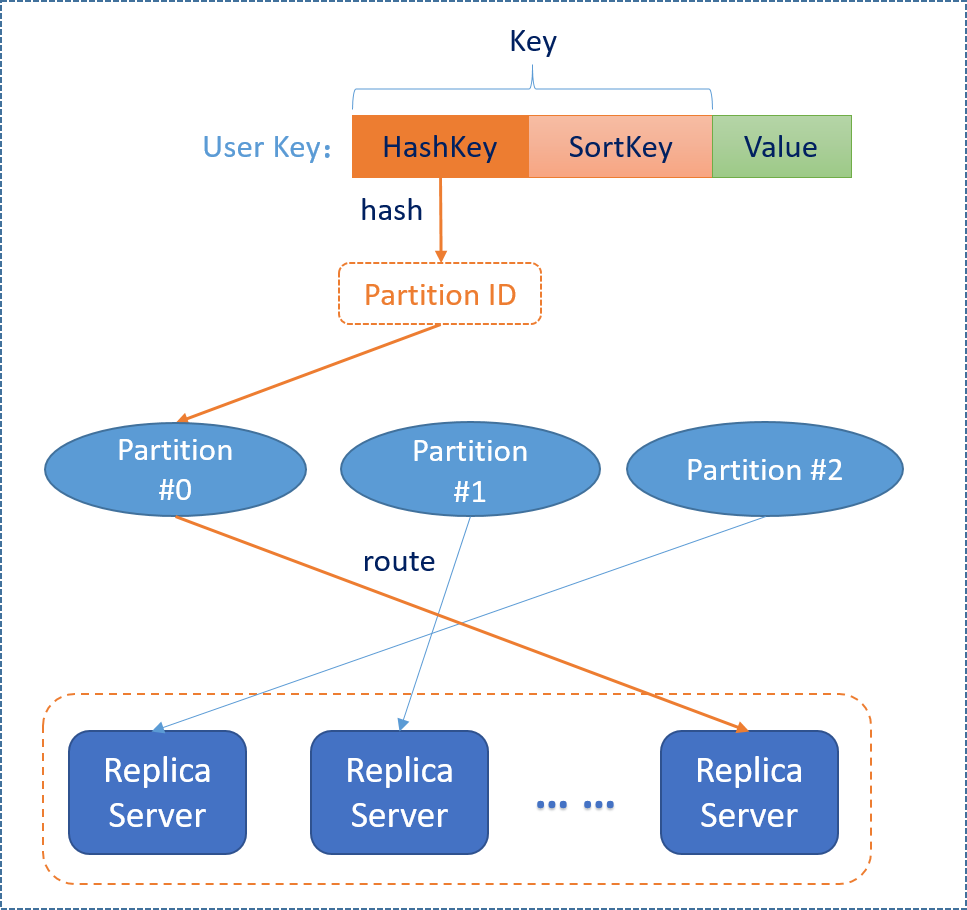 Key
User Key：
HashKey
SortKey
Value
hash
Partition ID
Partition
#0
Partition
#1
Partition #2
route
Replica
Server
Replica
Server
... ...
Replica
Server